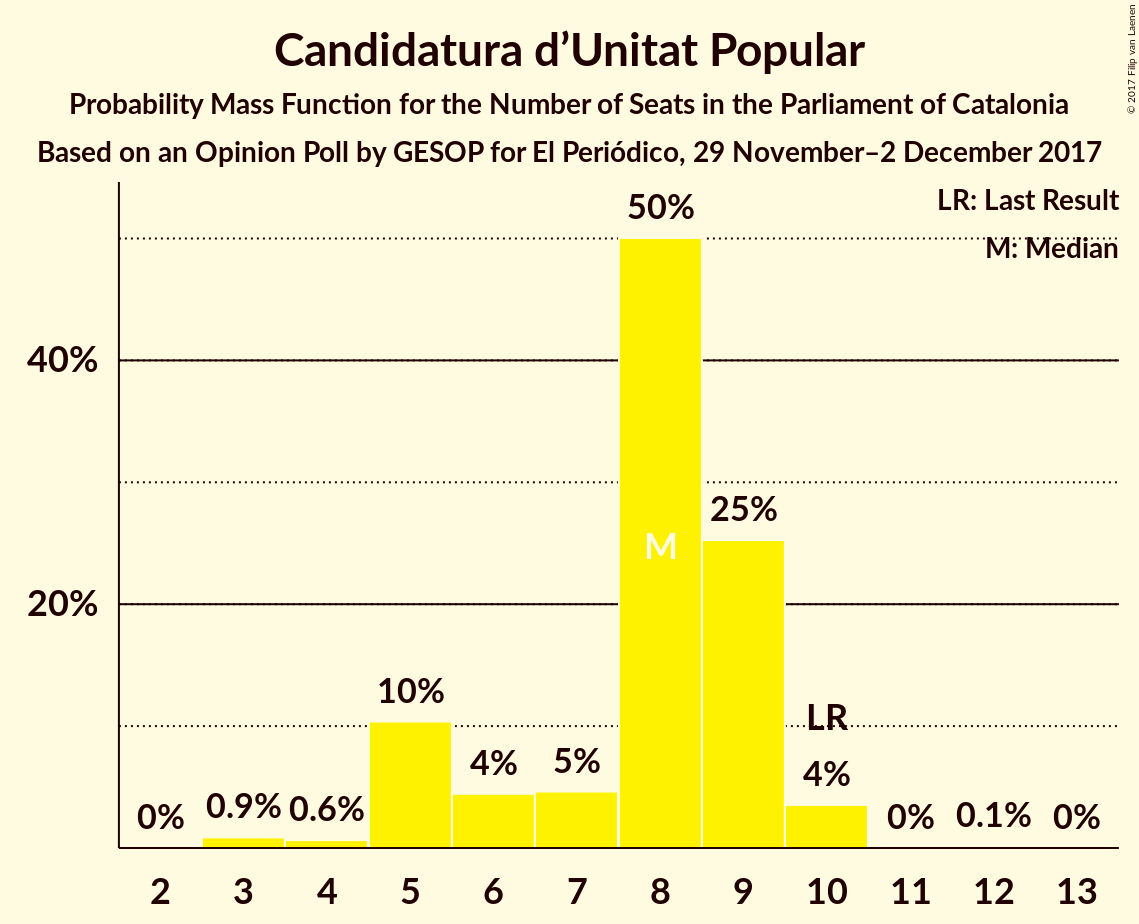 Candidatura d’Unitat Popular
Probability Mass Function for the Number of Seats in the Parliament of Catalonia
Based on an Opinion Poll by GESOP for El Periódico, 29 November–2 December 2017
© 2017 Filip van Laenen
LR: Last Result
M: Median
40%
20%
0%
0.9%
0.6%
10%
4%
5%
50%
M
25%
LR
4%
0%
0.1%
0%
2 3 4 5 6 7 8 9 10 11 12 13